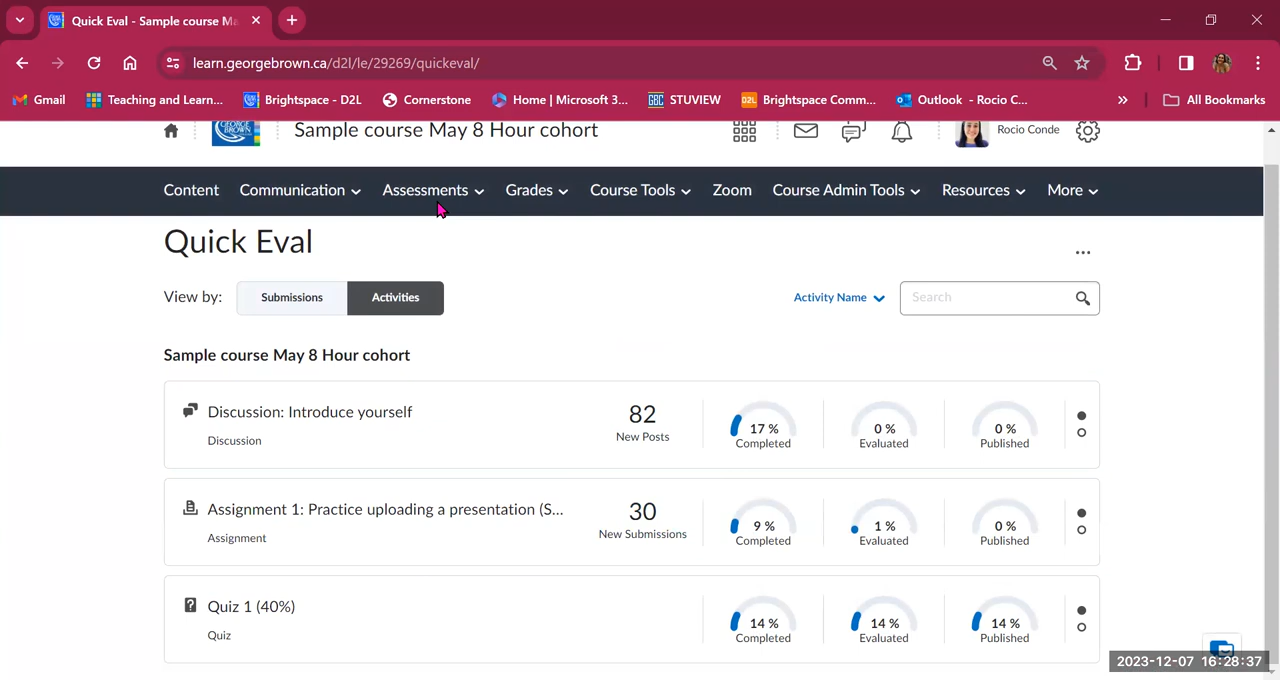 Quick Eval - Sample course Ma
learn.georgebrown.ca/d2l/le/29269/quickeval/
Gmail Teaching and Learn... Brightspace - D2L Cornerstone Home | Microsoft 3... GBC STUVIEW D2L Brightspace Comm... Outlook - Rocio C... » All Bookmarks
GEORGE BROWN Sample course May 8 Hour cohort Rocio Conde
Content Communication Assessments Grades Course Tools Zoom Course Admin Tools Resources More
Quick Eval
View by: Submissions Activities Activity Name Search
Sample course May 8 Hour cohort
Discussion: Introduce yourself
Discussion
82
New Posts
17 %
Completed
0 %
Evaluated
0 %
Published
Assignment 1: Practice uploading a presentation (S...
Assignment
30
New Submissions
9 %
Completed
1 %
Evaluated
0 %
Published
Quiz 1 (40%)
Quiz
14 %
Completed
14 %
Evaluated
14 %
Published
2023-12-07 16:28:37